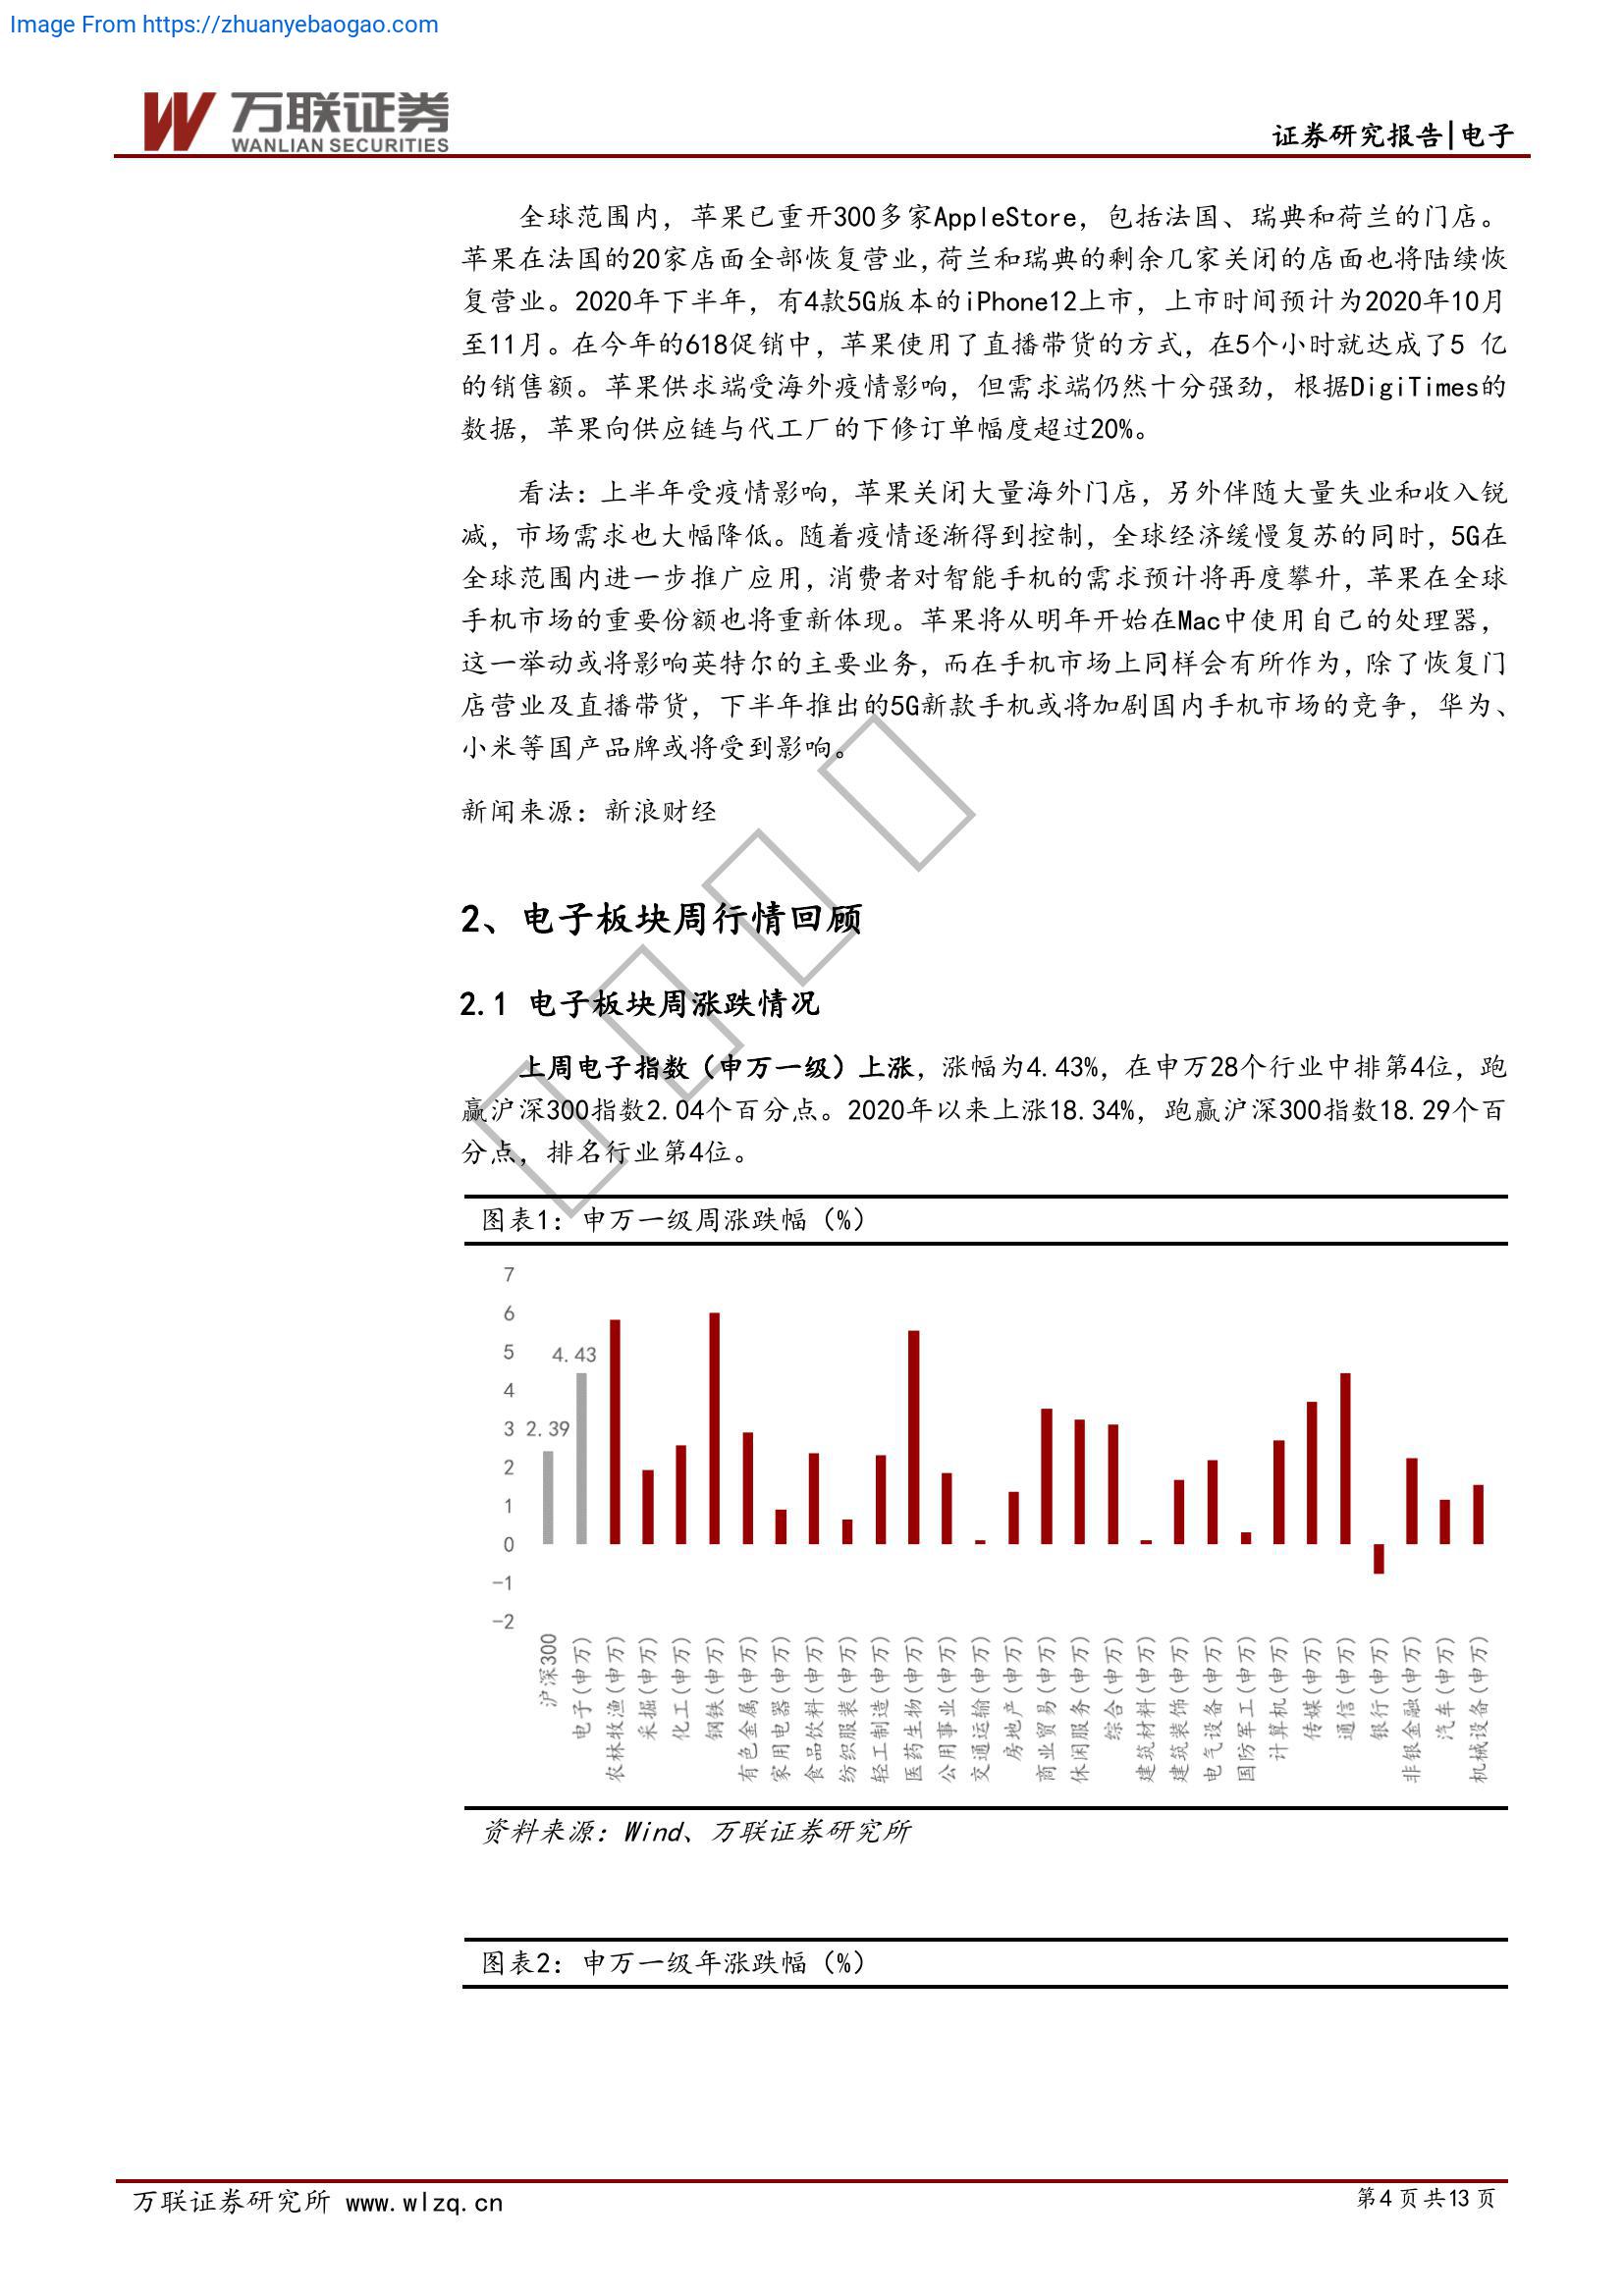 Image From https://zhuanyebaogao.com
万联证券
WANLIAN SECURITIES
证券研究报告|电子
全球范围内，苹果已重开300多家AppleStore，包括法国、瑞典和荷兰的门店。
苹果在法国的20家店面全部恢复营业,荷兰和瑞典的剩余几家关闭的店面也将陆续恢
复营业。2020年下半年，有4款5G版本的iPhone12上市，上市时间预计为2020年10月
至11月。在今年的618促销中，苹果使用了直播带货的方式，在5个小时就达成了5 亿
的销售额。苹果供求端受海外疫情影响，但需求端仍然十分强劲，根据DigiTimes的
数据，苹果向供应链与代工厂的下修订单幅度超过20%。
看法：上半年受疫情影响，苹果关闭大量海外门店，另外伴随大量失业和收入锐
减，市场需求也大幅降低。随着疫情逐渐得到控制，全球经济缓慢复苏的同时，5G在
全球范围内进一步推广应用，消费者对智能手机的需求预计将再度攀升，苹果在全球
手机市场的重要份额也将重新体现。苹果将从明年开始在Mac中使用自己的处理器，
这一举动或将影响英特尔的主要业务，而在手机市场上同样会有所作为，除了恢复门
店营业及直播带货，下半年推出的5G新款手机或将加剧国内手机市场的竞争，华为、
小米等国产品牌或将受到影响。
新闻来源：新浪财经
2、电子板块周行情回顾
2.1 电子板块周涨跌情况
上周电子指数（申万一级）上涨，涨幅为4.43%，在申万28个行业中排第4位，跑
赢沪深300指数2.04个百分点。2020年以来上涨18.34%，跑赢沪深300指数18.29个百
分点，排名行业第4位。
图表1：申万一级周涨跌幅（%）
7
6
5
4
3
2
1
0
-1
-2
2.39
4.43
沪深300
电子(申万)
农林牧渔(申万)
采掘(申万)
化工(申万)
钢铁(申万)
有色金属(申万)
家用电器(申万)
食品饮料(申万)
纺织服装(申万)
轻工制造(申万)
医药生物(申万)
公用事业(申万)
交通运输(申万)
房地产(申万)
商业贸易(申万)
休闲服务(申万)
综合(申万)
建筑材料(申万)
建筑装饰(申万)
电气设备(申万)
国防军工(申万)
计算机(申万)
传媒(申万)
通信(申万)
银行(申万)
非银金融(申万)
汽车(申万)
机械设备(申万)
资料来源：Wind、万联证券研究所
图表2：申万一级年涨跌幅（%）
万联证券研究所 www.wlzq.cn
第4页共13页